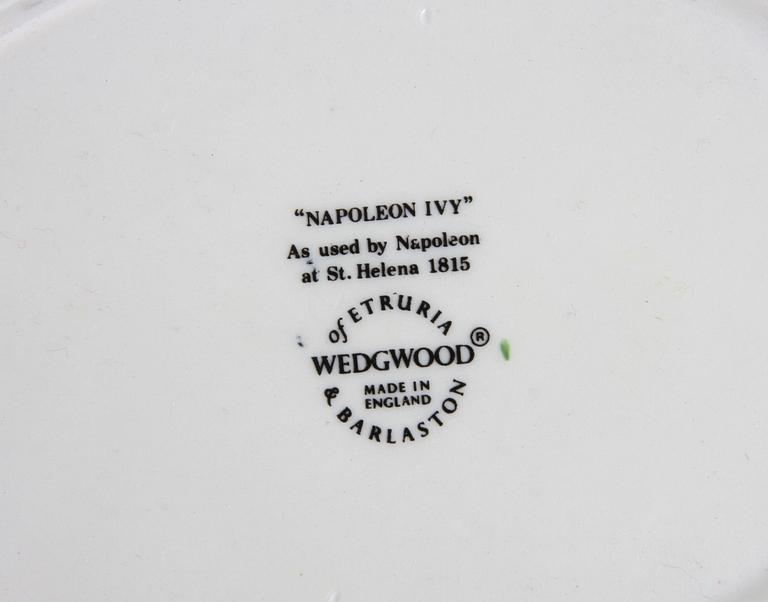 “NAPOLEON IVY”
As used by Napoleon
at St. Helena 1815
of ETRURIA
WEDGWOOD®
MADE IN
ENGLAND
& BARLASTON